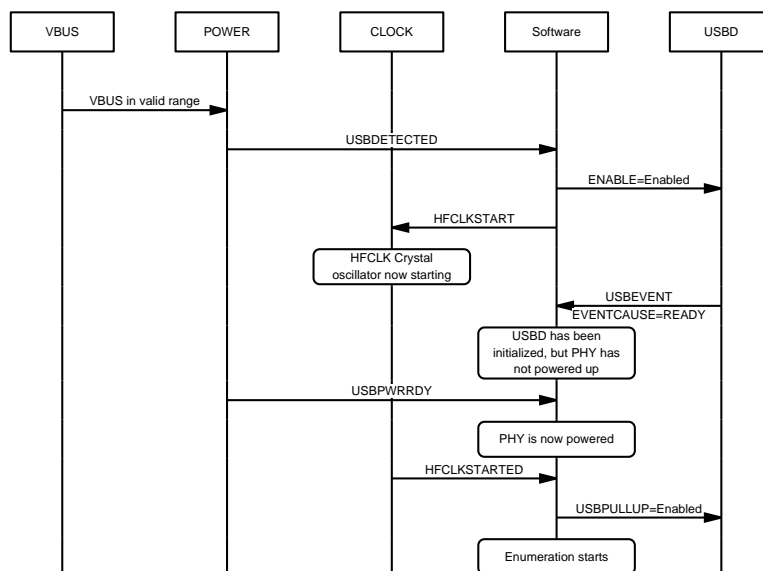 VBUS
POWER
CLOCK
Software
USBD
VBUS in valid range
USBDETECTED
ENABLE=Enabled
HFCLKSTART
HFCLK Crystal
oscillator now starting
USBEVENT
EVENTCAUSE=READY
USBD has been
initialized, but PHY has
not powered up
USBPWRRDY
PHY is now powered
HFCLKSTARTED
USBPULLUP=Enabled
Enumeration starts